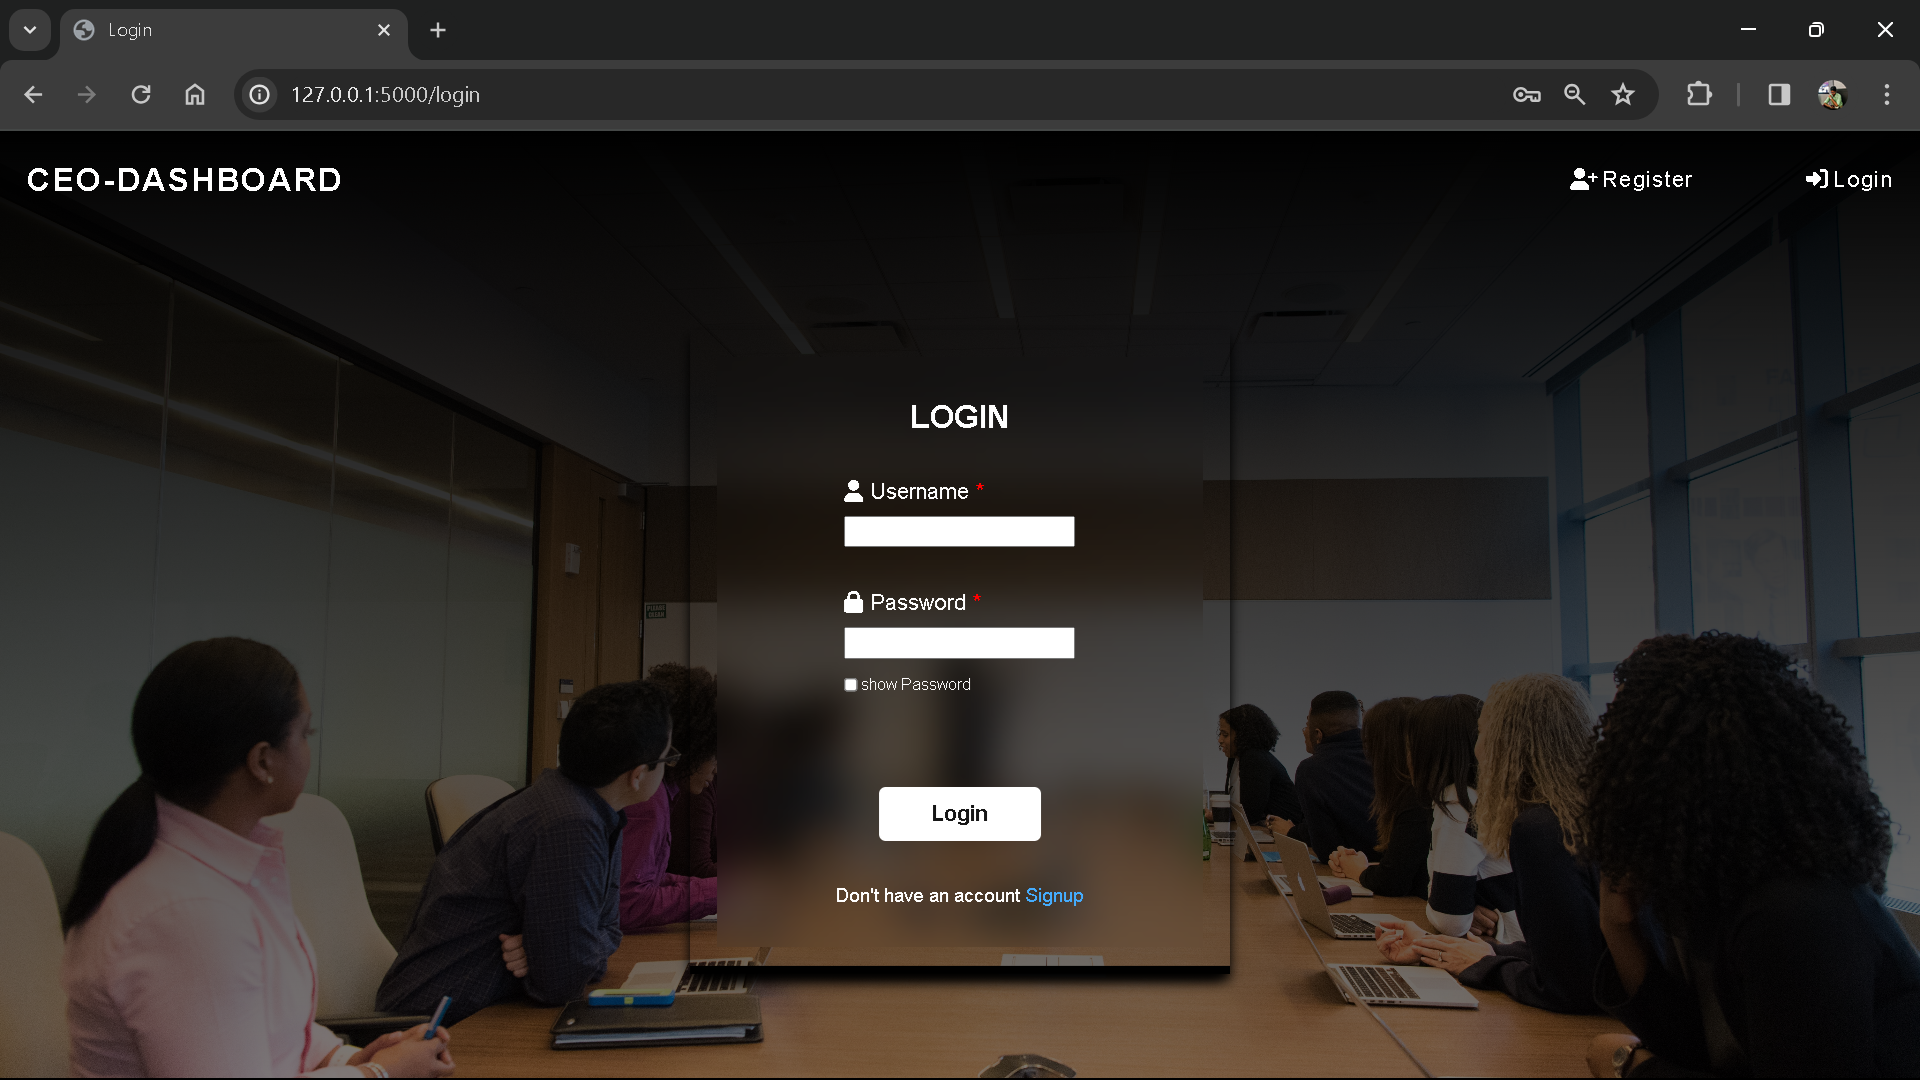 Login
127.0.0.1:5000/login
CEO-DASHBOARD
Register
Login
LOGIN
Username *
Password *
show Password
Login
Don't have an account Signup